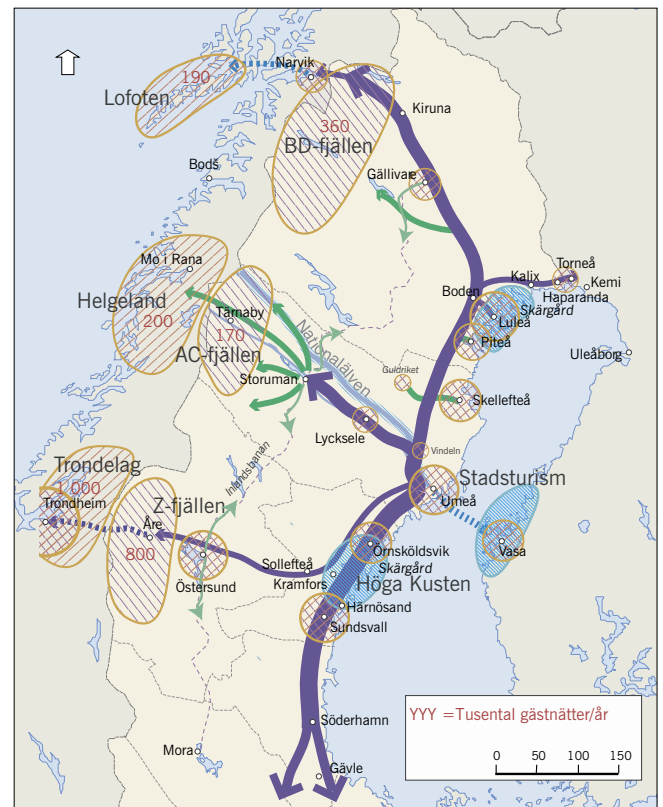 190
Narvik
Lofoten
360
Kiruna
BD-fjällen
Bodš
Gällivare
Mo i Rana
Torneå
Kalix
Kemi
Boden
Haparanda
Helgeland
Skärgård
200
Tärnaby
Luleå
170
Nationalälven
AC-fjällen
Piteå
Uleåborg
Guldriket
Storuman
Skellefteå
Lycksele
Vindeln
Inlandsbanan
Trondelag
Stadsturism
1 000
Z-fjällen
Umeå
Trondheim
Åre
800
Örnsköldsvik
Vasa
Östersund
Sollefteå
Skärgård
Kramfors
Höga Kusten
Härnösand
Sundsvall
YYY =Tusental gästnätter/år
Söderhamn
Mora
0 50 100 150
Gävle